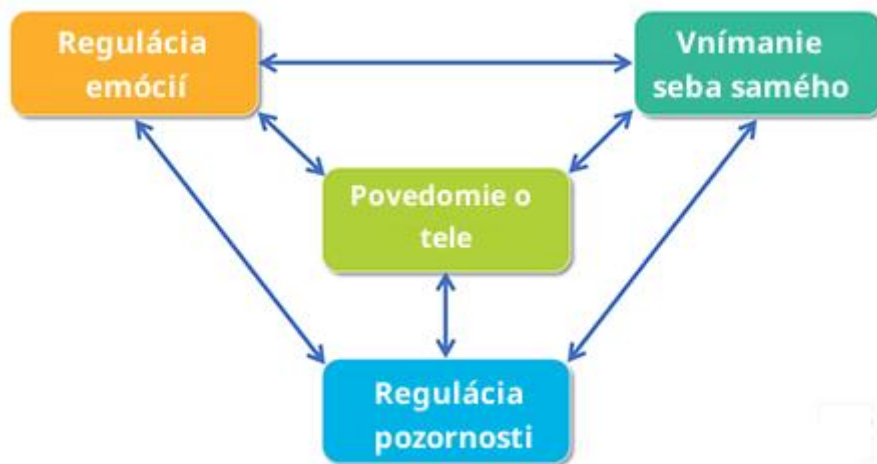 Regulácia
emócií
Vnímanie
seba samého
Povedomie o
tele
Regulácia
pozornosti